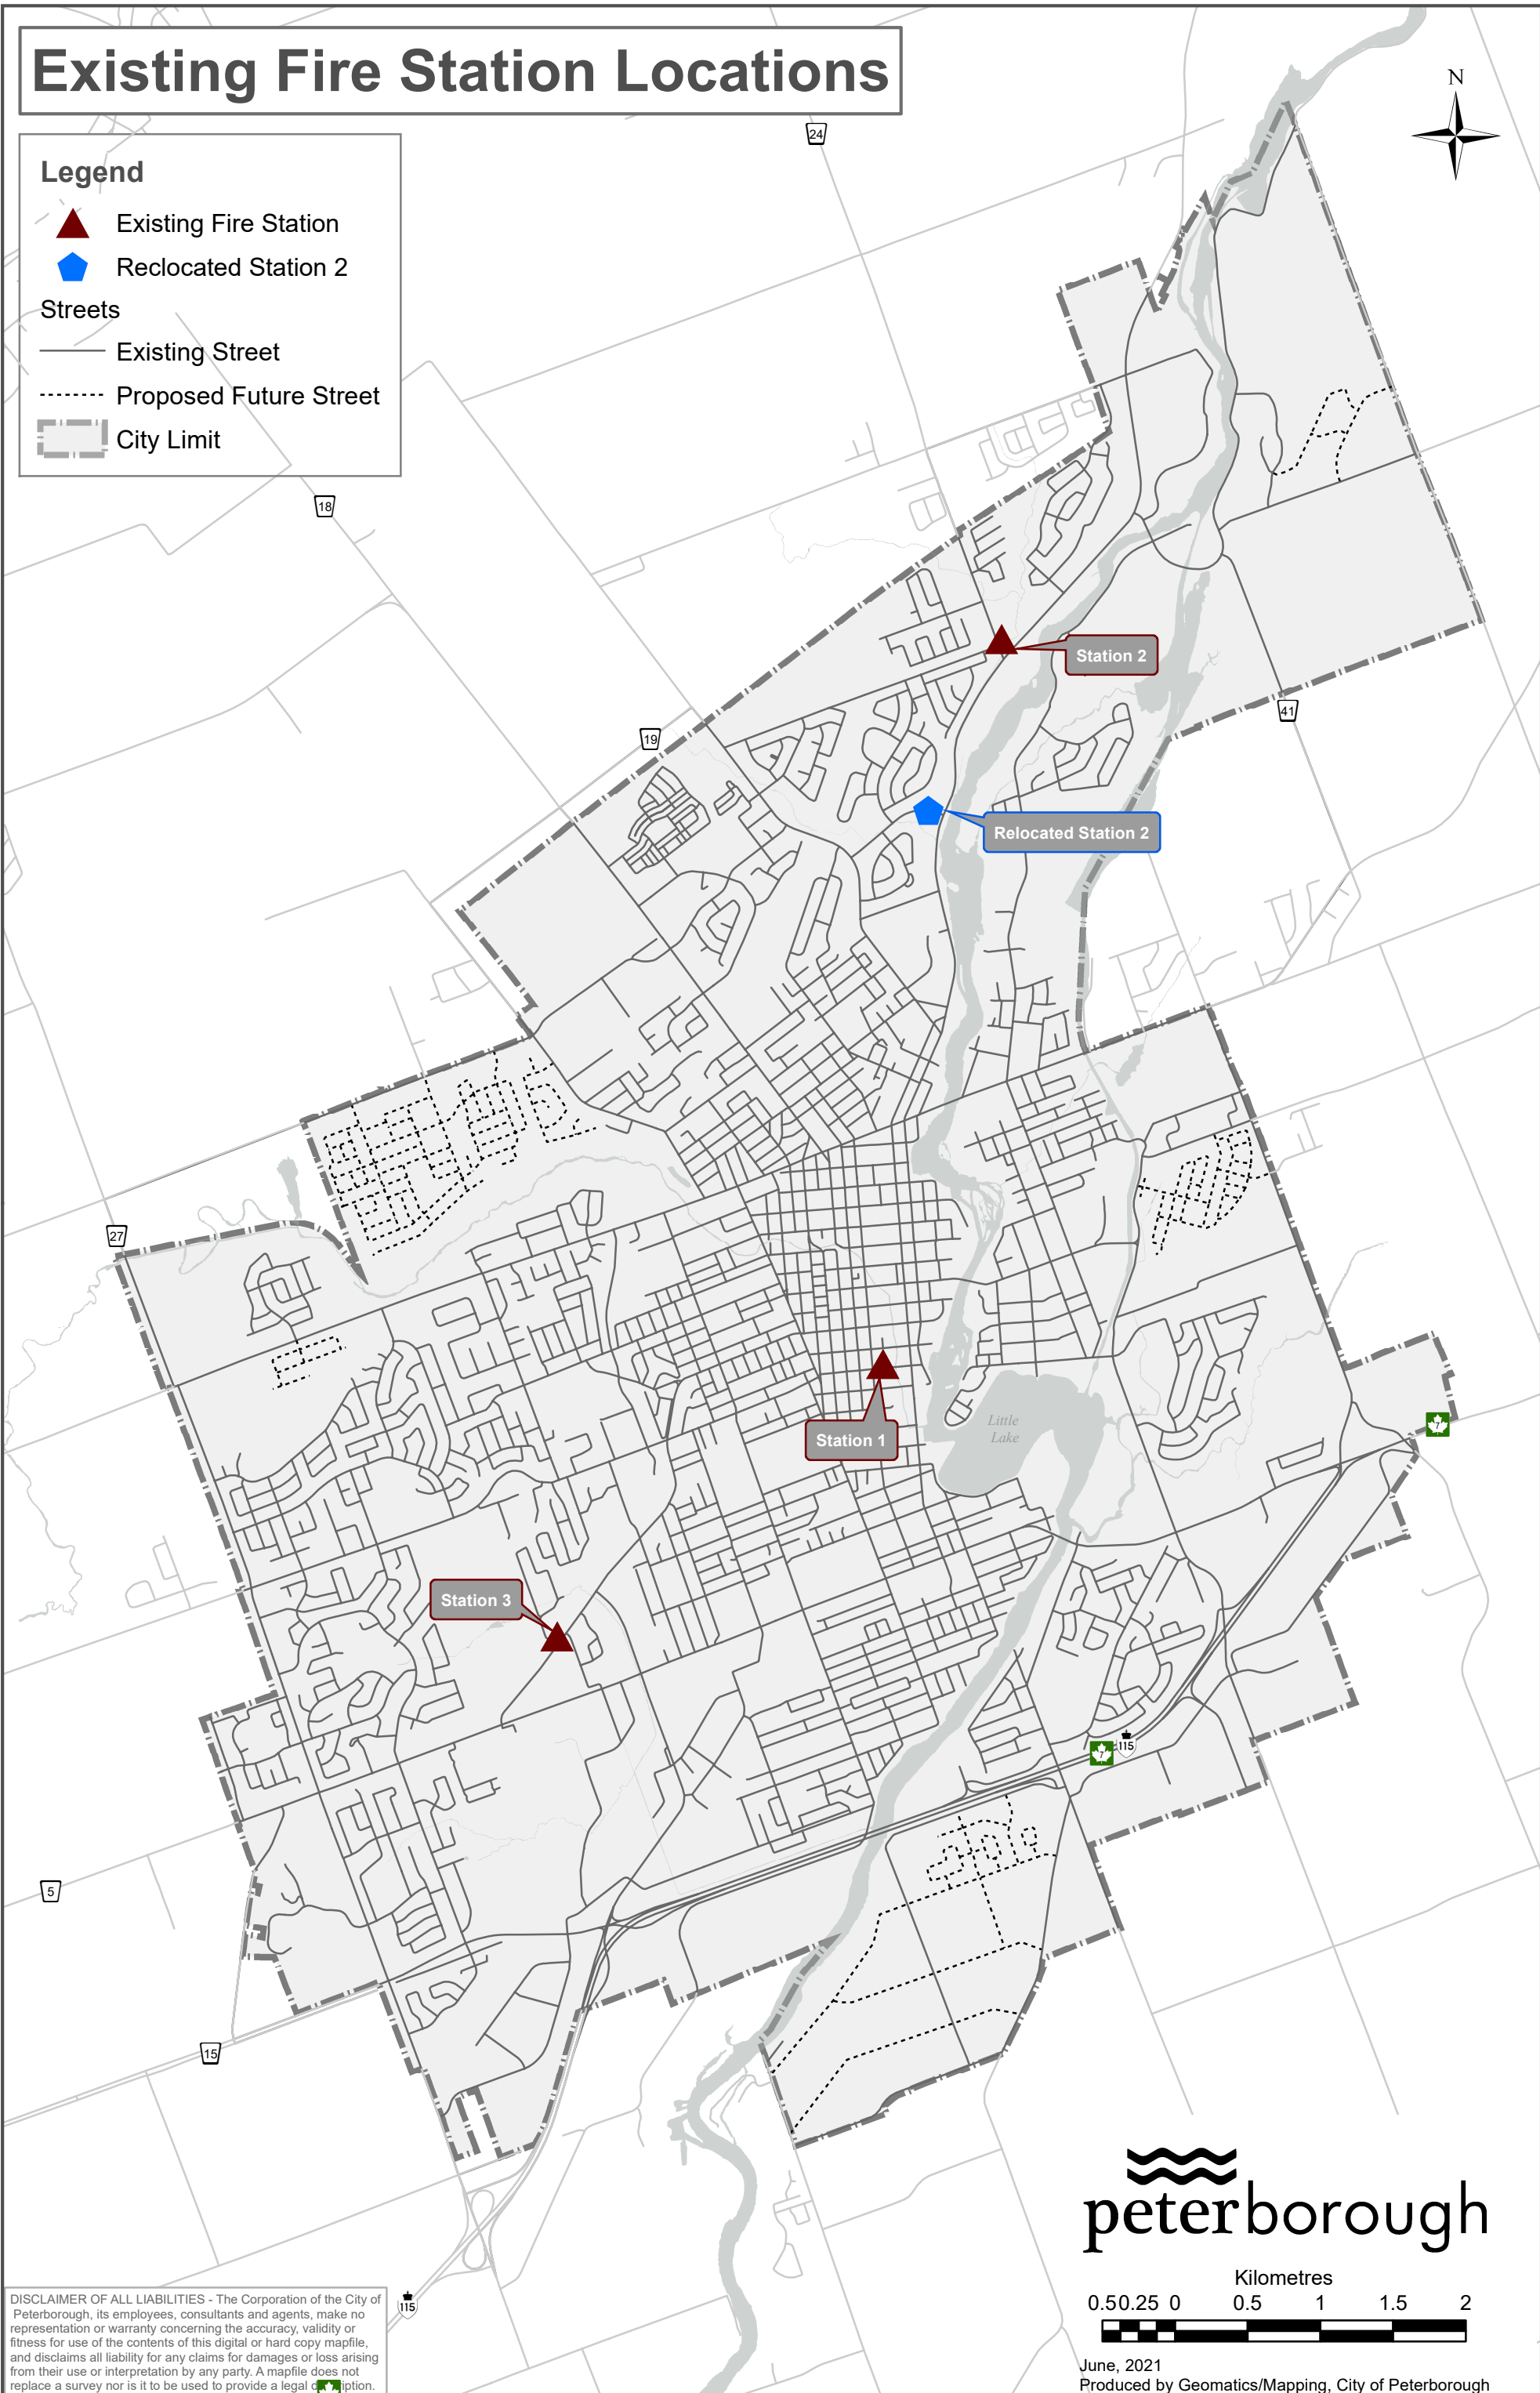 Existing Fire Station Locations
N
Legend
Existing Fire Station
Reclocated Station 2
Streets
Existing Street
Proposed Future Street
City Limit
24
18
Station 2
41
19
Relocated Station 2
27
Station 1
Little
Lake
7
Station 3
7
115
5
15
peterborough
Kilometres
0.5 0.25 0 0.5 1 1.5 2
June, 2021
Produced by Geomatics/Mapping, City of Peterborough
115
DISCLAIMER OF ALL LIABILITIES - The Corporation of the City of
Peterborough, its employees, consultants and agents, make no
representation or warranty concerning the accuracy, validity or
fitness for use of the contents of this digital or hard copy mapfile,
and disclaims all liability for any claims for damages or loss arising
from their use or interpretation by any party. A mapfile does not
replace a survey nor is it to be used to provide a legal